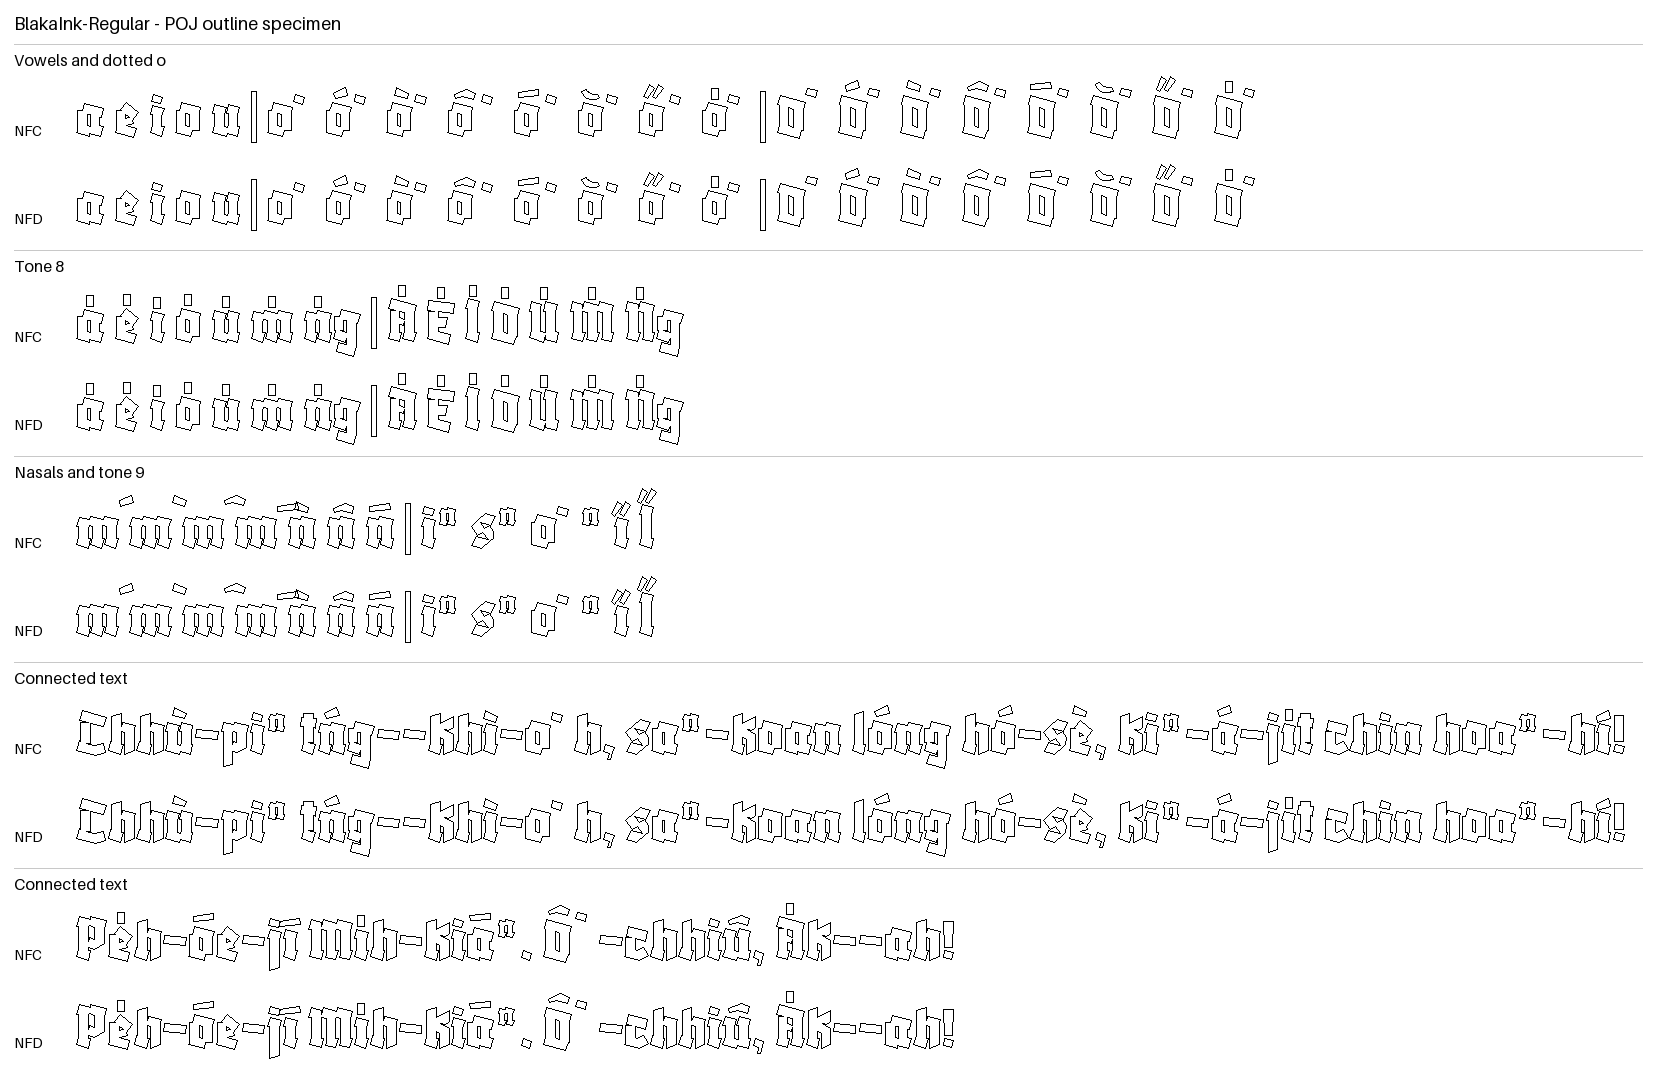 BlakaInk-Regular - POJ outline specimen
Vowels and dotted o
NFC a e i o u|o͘ ó͘ ò͘ ô͘ ō͘ ŏ͘ ő͘ o̍|O͘ Ó͘ Ò͘ Ô͘ Ō͘ Ŏ͘ Ő͘ O̍͘
NFD a e i o u|o͘ ó͘ ò͘ ô͘ ō͘ ŏ͘ ő͘ o̍|O͘ Ó͘ Ò͘ Ô͘ Ō͘ Ŏ͘ Ő͘ O̍͘
Tone 8
NFC a̍ e̍ i̍ o̍ u̍ m̍ n̍g|A̍ E̍ I̍ O̍ U̍ M̍ N̍g
NFD a̍ e̍ i̍ o̍ u̍ m̍ n̍g|A̍ E̍ I̍ O̍ U̍ M̍ N̍g
Nasals and tone 9
NFC ḿ m̀ m̂ m̄ ǹ n̂ n̄|iⁿ sⁿ o͘ⁿ i̋ I̋
NFD ḿ m̀ m̂ m̄ ǹ n̂ n̄|iⁿ sⁿ o͘ⁿ i̋ I̋
Connected text
NFC Chhù-piⁿ tńg--khì-o͘h, saⁿ-koan lóng hó-sè, Kiⁿ-á-ji̍t chin hoaⁿ-hí!
NFD Chhù-piⁿ tńg--khì-o͘h, saⁿ-koan lóng hó-sè, Kiⁿ-á-ji̍t chin hoaⁿ-hí!
Connected text
NFC Pe̍h-ōe-jī Mi̍h-kiāⁿ. Ô͘-chhiû, A̍k--ah!
NFD Pe̍h-ōe-jī Mi̍h-kiāⁿ. Ô͘-chhiû, A̍k--ah!